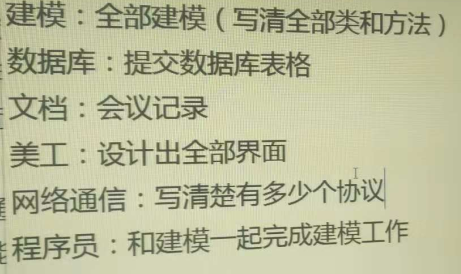 建模：全部建模（写清全部类和方法）
数据库：提交数据库表格
文档：会议记录
美工：设计出全部界面
网络通信：写清楚有多少个协议
程序员：和建模一起完成建模工作